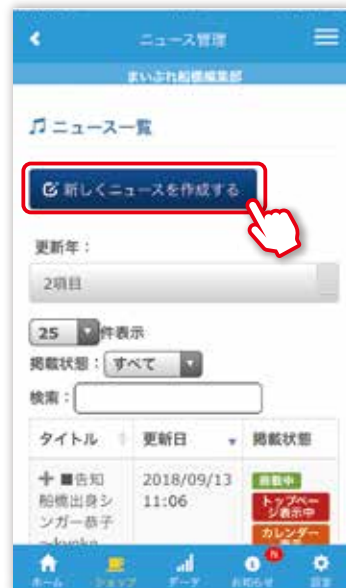 ニュース管理
まいぷれ船橋編集部
ニュース一覧
新しくニュースを作成する
更新年：
2項目
25 件表示
掲載状態： すべて
検索：
タイトル 更新日 掲載状態
■告知 2018/09/13 掲載中
船橋出身シ 11:06 トップペー
ンガー恭子 ジ表示中
～kyoko カレンダー
N
ホーム ショップ データ お知らせ 設定